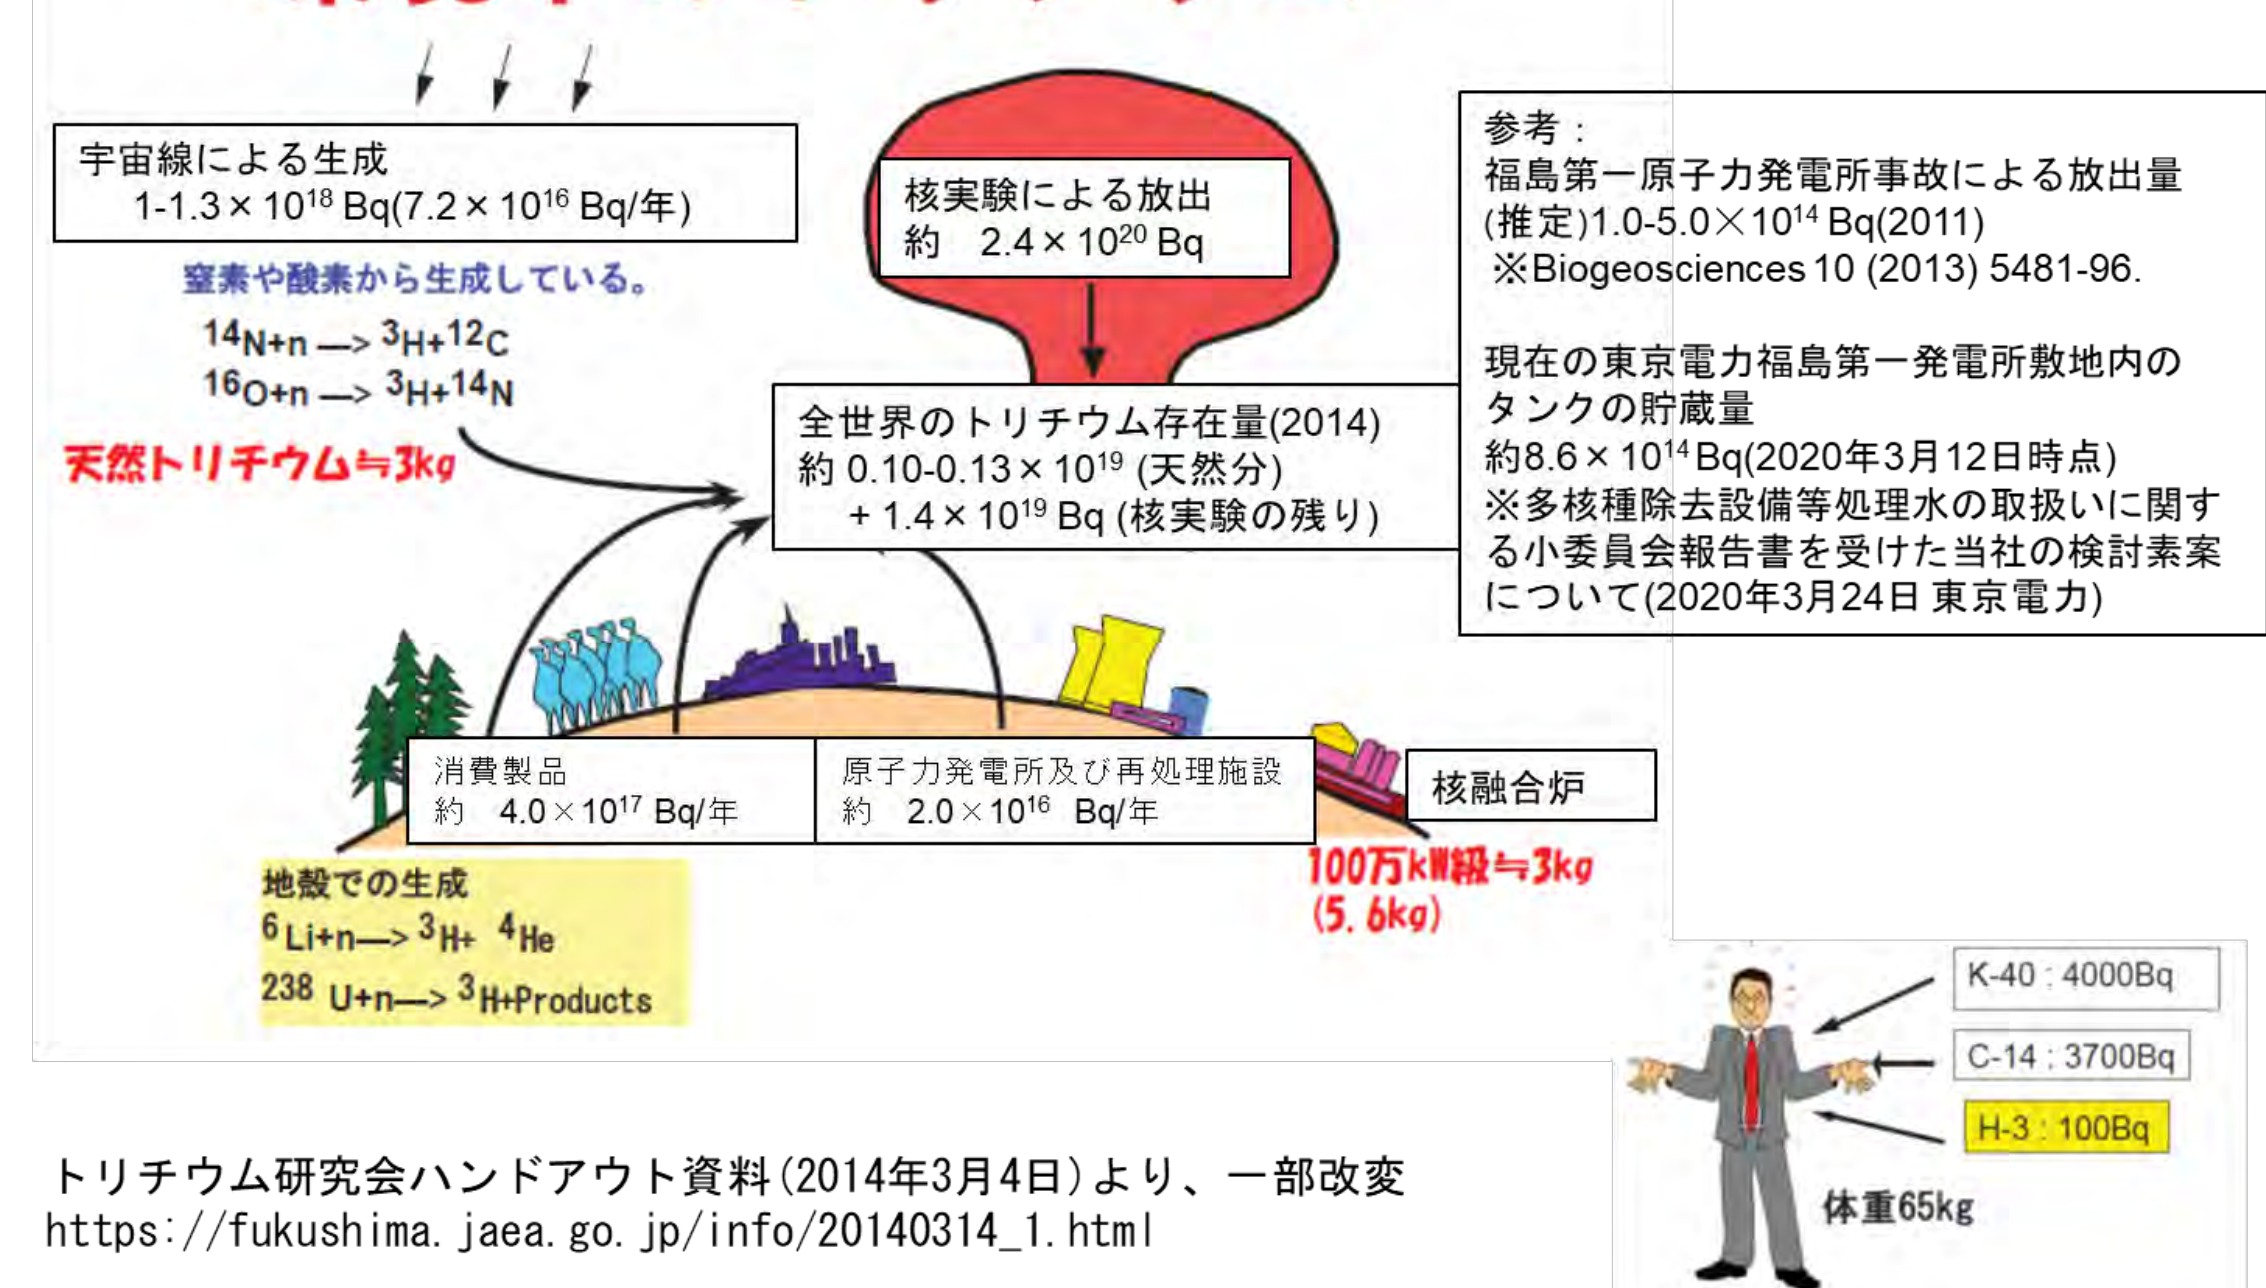 宇宙線による生成
1-1.3×10¹⁸ Bq(7.2×10¹⁶ Bq/年)
窒素や酸素から生成している。
¹⁴N+n —> ³H+¹²C
¹⁶O+n —> ³H+¹⁴N
天然トリチウム≒3kg
核実験による放出
約 2.4×10²⁰ Bq
全世界のトリチウム存在量(2014)
約 0.10-0.13×10¹⁹ (天然分)
+ 1.4×10¹⁹ Bq (核実験の残り)
参考：
福島第一原子力発電所事故による放出量
(推定)1.0-5.0×10¹⁴ Bq(2011)
※Biogeosciences 10 (2013) 5481-96.
現在の東京電力福島第一発電所敷地内の
タンクの貯蔵量
約8.6×10¹⁴ Bq(2020年3月12日時点)
※多核種除去設備等処理水の取扱いに関す
る小委員会報告書を受けた当社の検討素案
について(2020年3月24日 東京電力)
消費製品
約 4.0×10¹⁷ Bq/年
原子力発電所及び再処理施設
約 2.0×10¹⁶ Bq/年
核融合炉
100万kW級≒3kg
(5.6kg)
地殻での生成
⁶Li+n—> ³H+ ⁴He
²³⁸U+n—> ³H+Products
K-40 : 4000Bq
C-14 : 3700Bq
H-3 : 100Bq
体重65kg
トリチウム研究会ハンドアウト資料(2014年3月4日)より、一部改変
https://fukushima.jaea.go.jp/info/20140314_1.html